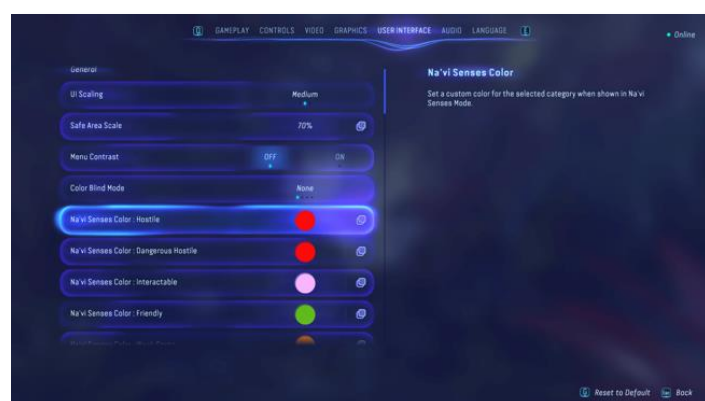 GAMEPLAY CONTROLS VIDEO GRAPHICS USER INTERFACE AUDIO LANGUAGE
Online
General
UI Scaling Medium
Safe Area Scale 70%
Menu Contrast OFF ON
Color Blind Mode None
Na'vi Senses Color : Hostile
Na'vi Senses Color : Dangerous Hostile
Na'vi Senses Color : Interactable
Na'vi Senses Color : Friendly
Na'vi Senses Color
Set a custom color for the selected category when shown in Na'vi
Senses Mode.
Reset to Default Esc Back